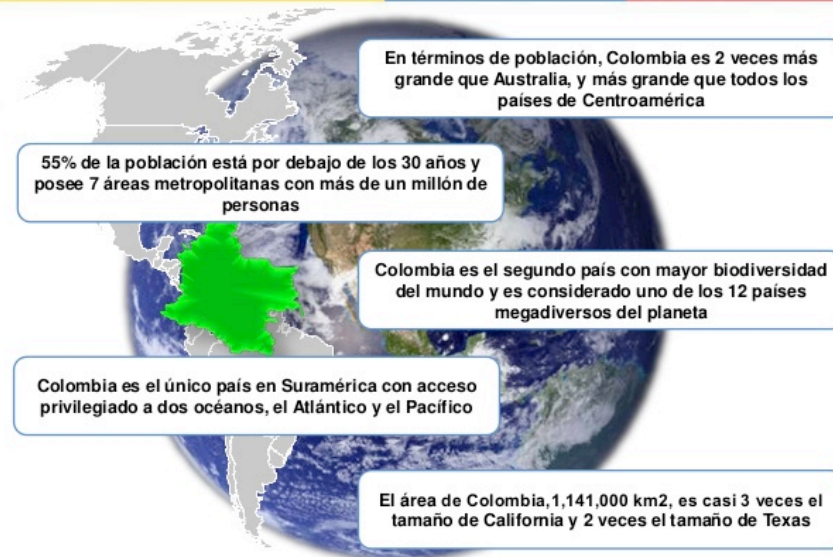 En términos de población, Colombia es 2 veces más
grande que Australia, y más grande que todos los
países de Centroamérica
55% de la población está por debajo de los 30 años y
posee 7 áreas metropolitanas con más de un millón de
personas
Colombia es el segundo país con mayor biodiversidad
del mundo y es considerado uno de los 12 países
megadiversos del planeta
Colombia es el único país en Suramérica con acceso
privilegiado a dos océanos, el Atlántico y el Pacífico
El área de Colombia,1,141,000 km2, es casi 3 veces el
tamaño de California y 2 veces el tamaño de Texas